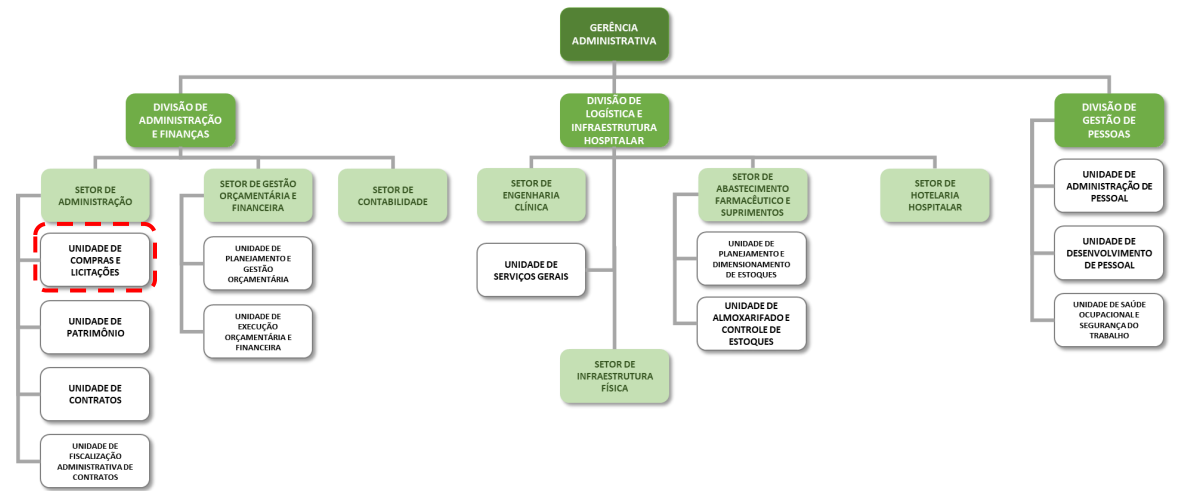 GERÊNCIA
ADMINISTRATIVA
DIVISÃO DE
ADMINISTRAÇÃO
E FINANÇAS
DIVISÃO DE
LOGÍSTICA E
INFRAESTRUTURA
HOSPITALAR
DIVISÃO DE
GESTÃO DE
PESSOAS
SETOR DE
ADMINISTRAÇÃO
SETOR DE GESTÃO
ORÇAMENTÁRIA E
FINANCEIRA
SETOR DE
CONTABILIDADE
SETOR DE
ENGENHARIA
CLÍNICA
SETOR DE
ABASTECIMENTO
FARMACÊUTICO E
SUPRIMENTOS
SETOR DE
HOTELARIA
HOSPITALAR
UNIDADE DE
ADMINISTRAÇÃO DE
PESSOAL
UNIDADE DE
COMPRAS E
LICITAÇÕES
UNIDADE DE
PLANEJAMENTO E
GESTÃO
ORÇAMENTÁRIA
UNIDADE DE
SERVIÇOS GERAIS
UNIDADE DE
PLANEJAMENTO E
DIMENSIONAMENTO
DE ESTOQUES
UNIDADE DE
DESENVOLVIMENTO
DE PESSOAL
UNIDADE DE
PATRIMÔNIO
UNIDADE DE
EXECUÇÃO
ORÇAMENTÁRIA E
FINANCEIRA
UNIDADE DE
ALMOXARIFADO E
CONTROLE DE
ESTOQUES
UNIDADE DE SAÚDE
OCUPACIONAL E
SEGURANÇA DO
TRABALHO
UNIDADE DE
CONTRATOS
SETOR DE
INFRAESTRUTURA
FÍSICA
UNIDADE DE
FISCALIZAÇÃO
ADMINISTRATIVA DE
CONTRATOS